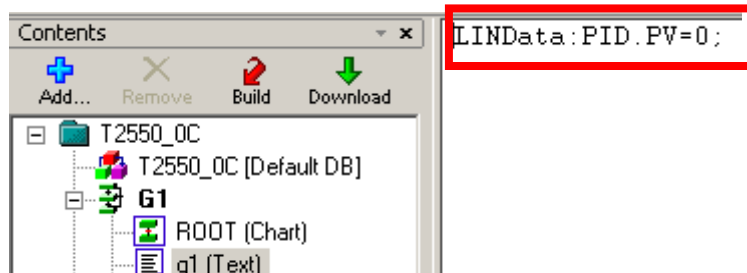 Contents
LINData:PID.PV=0;
Add... Remove Build Download
T2550_0C
T2550_0C [Default DB]
G1
ROOT (Chart)
g1 (Text)